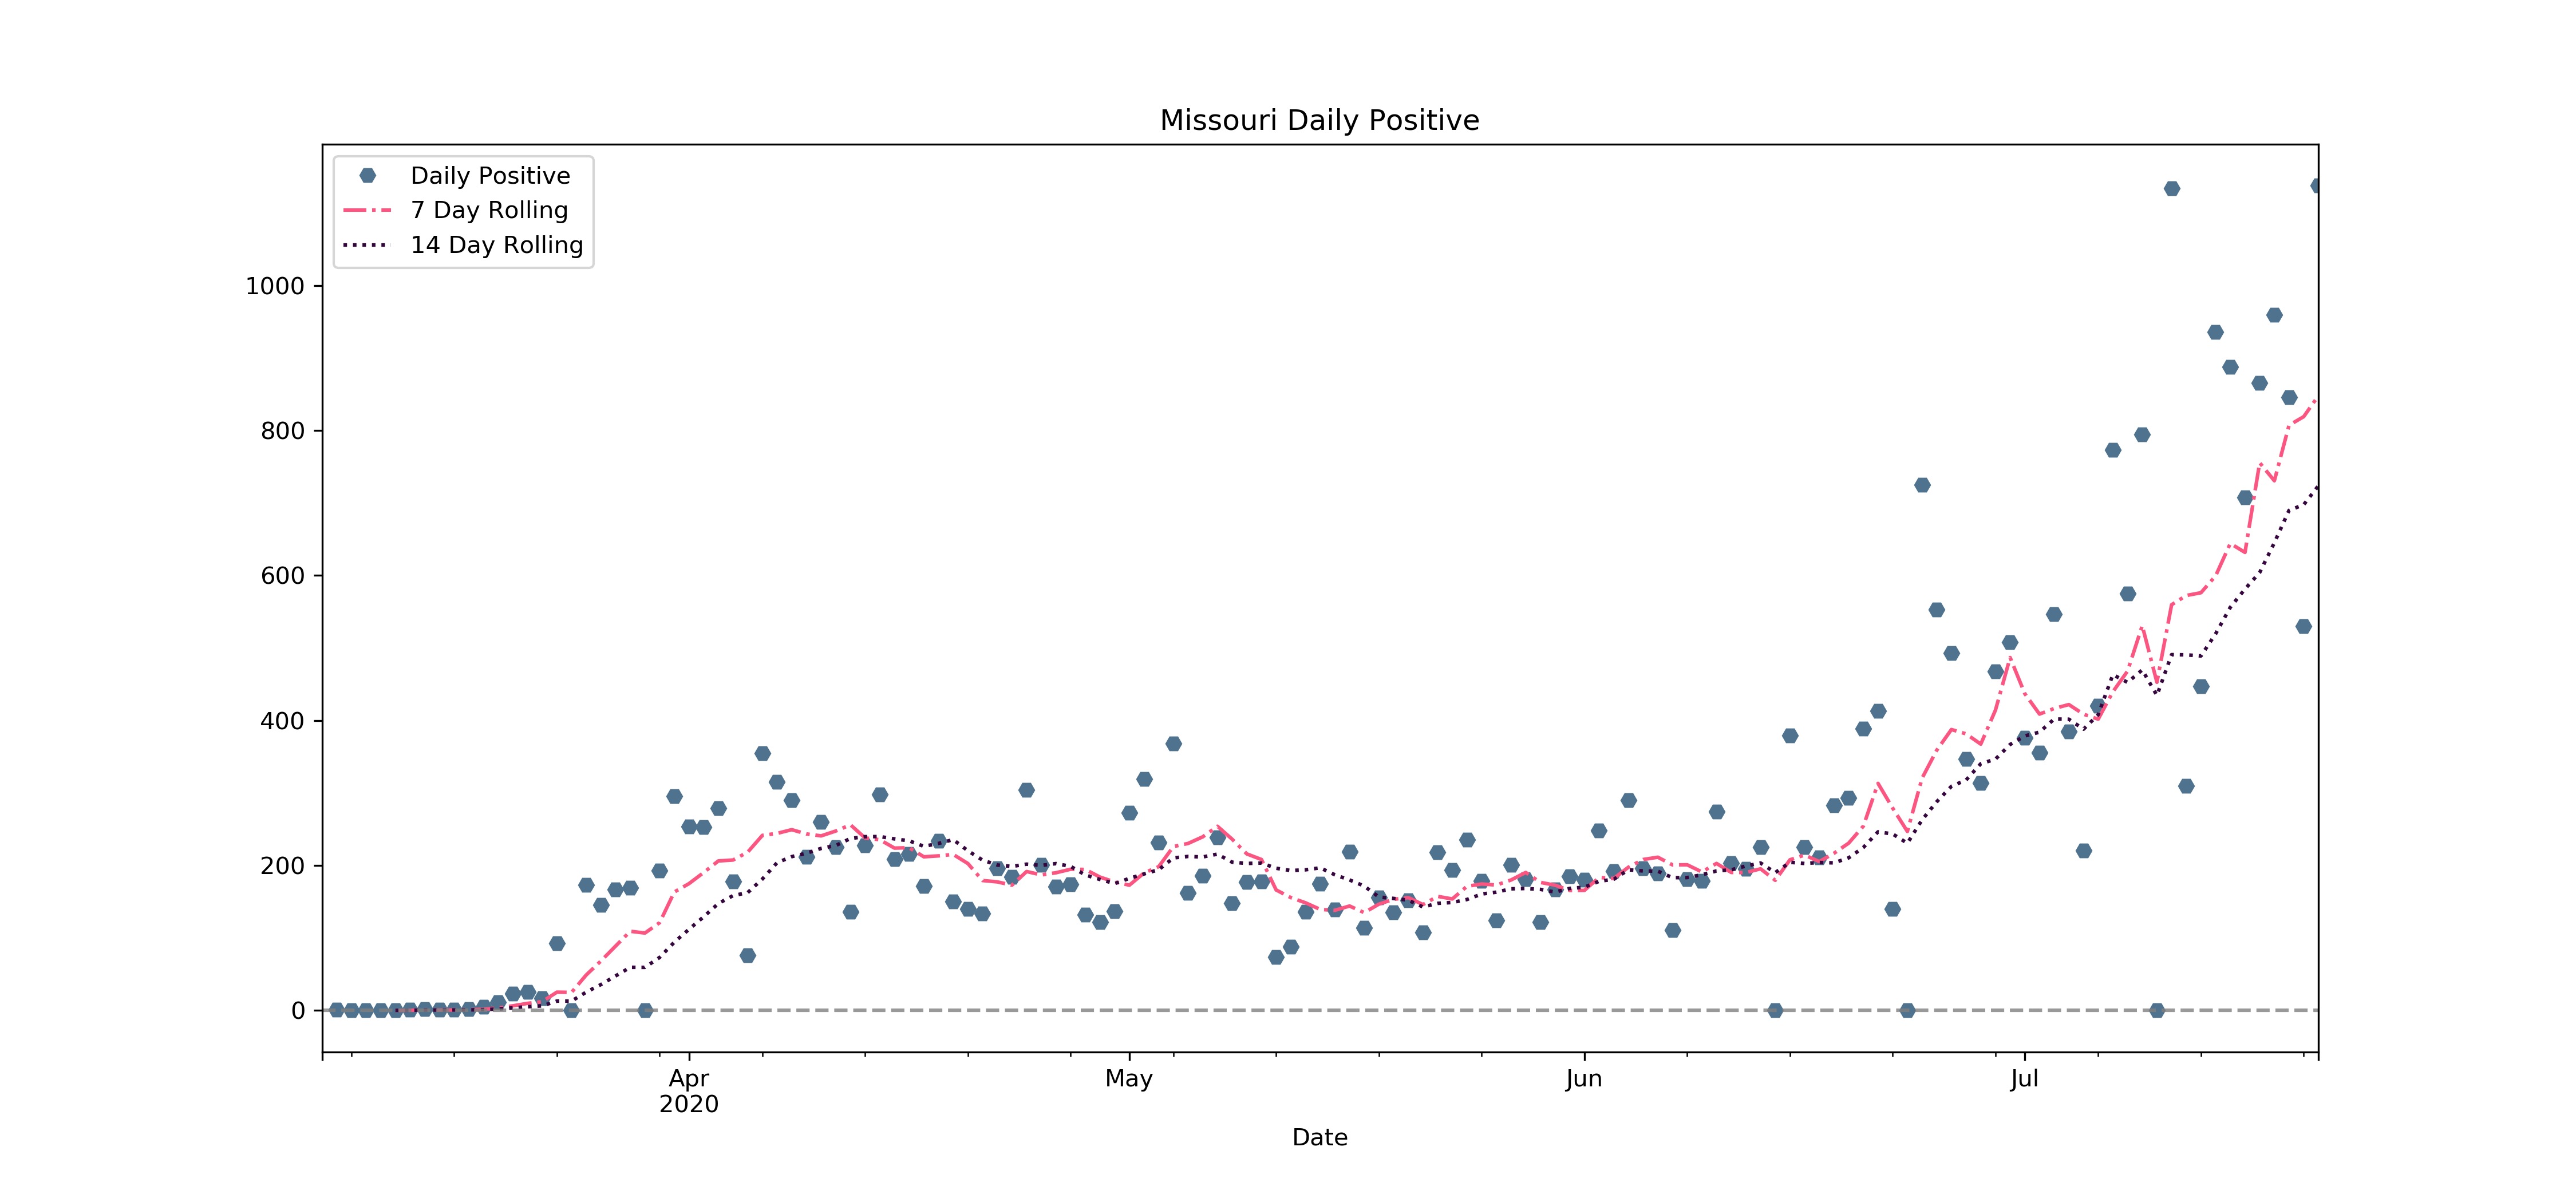 Missouri Daily Positive
Daily Positive
7 Day Rolling
14 Day Rolling
1000
800
600
400
200
0
Apr
2020
May
Jun
Jul
Date